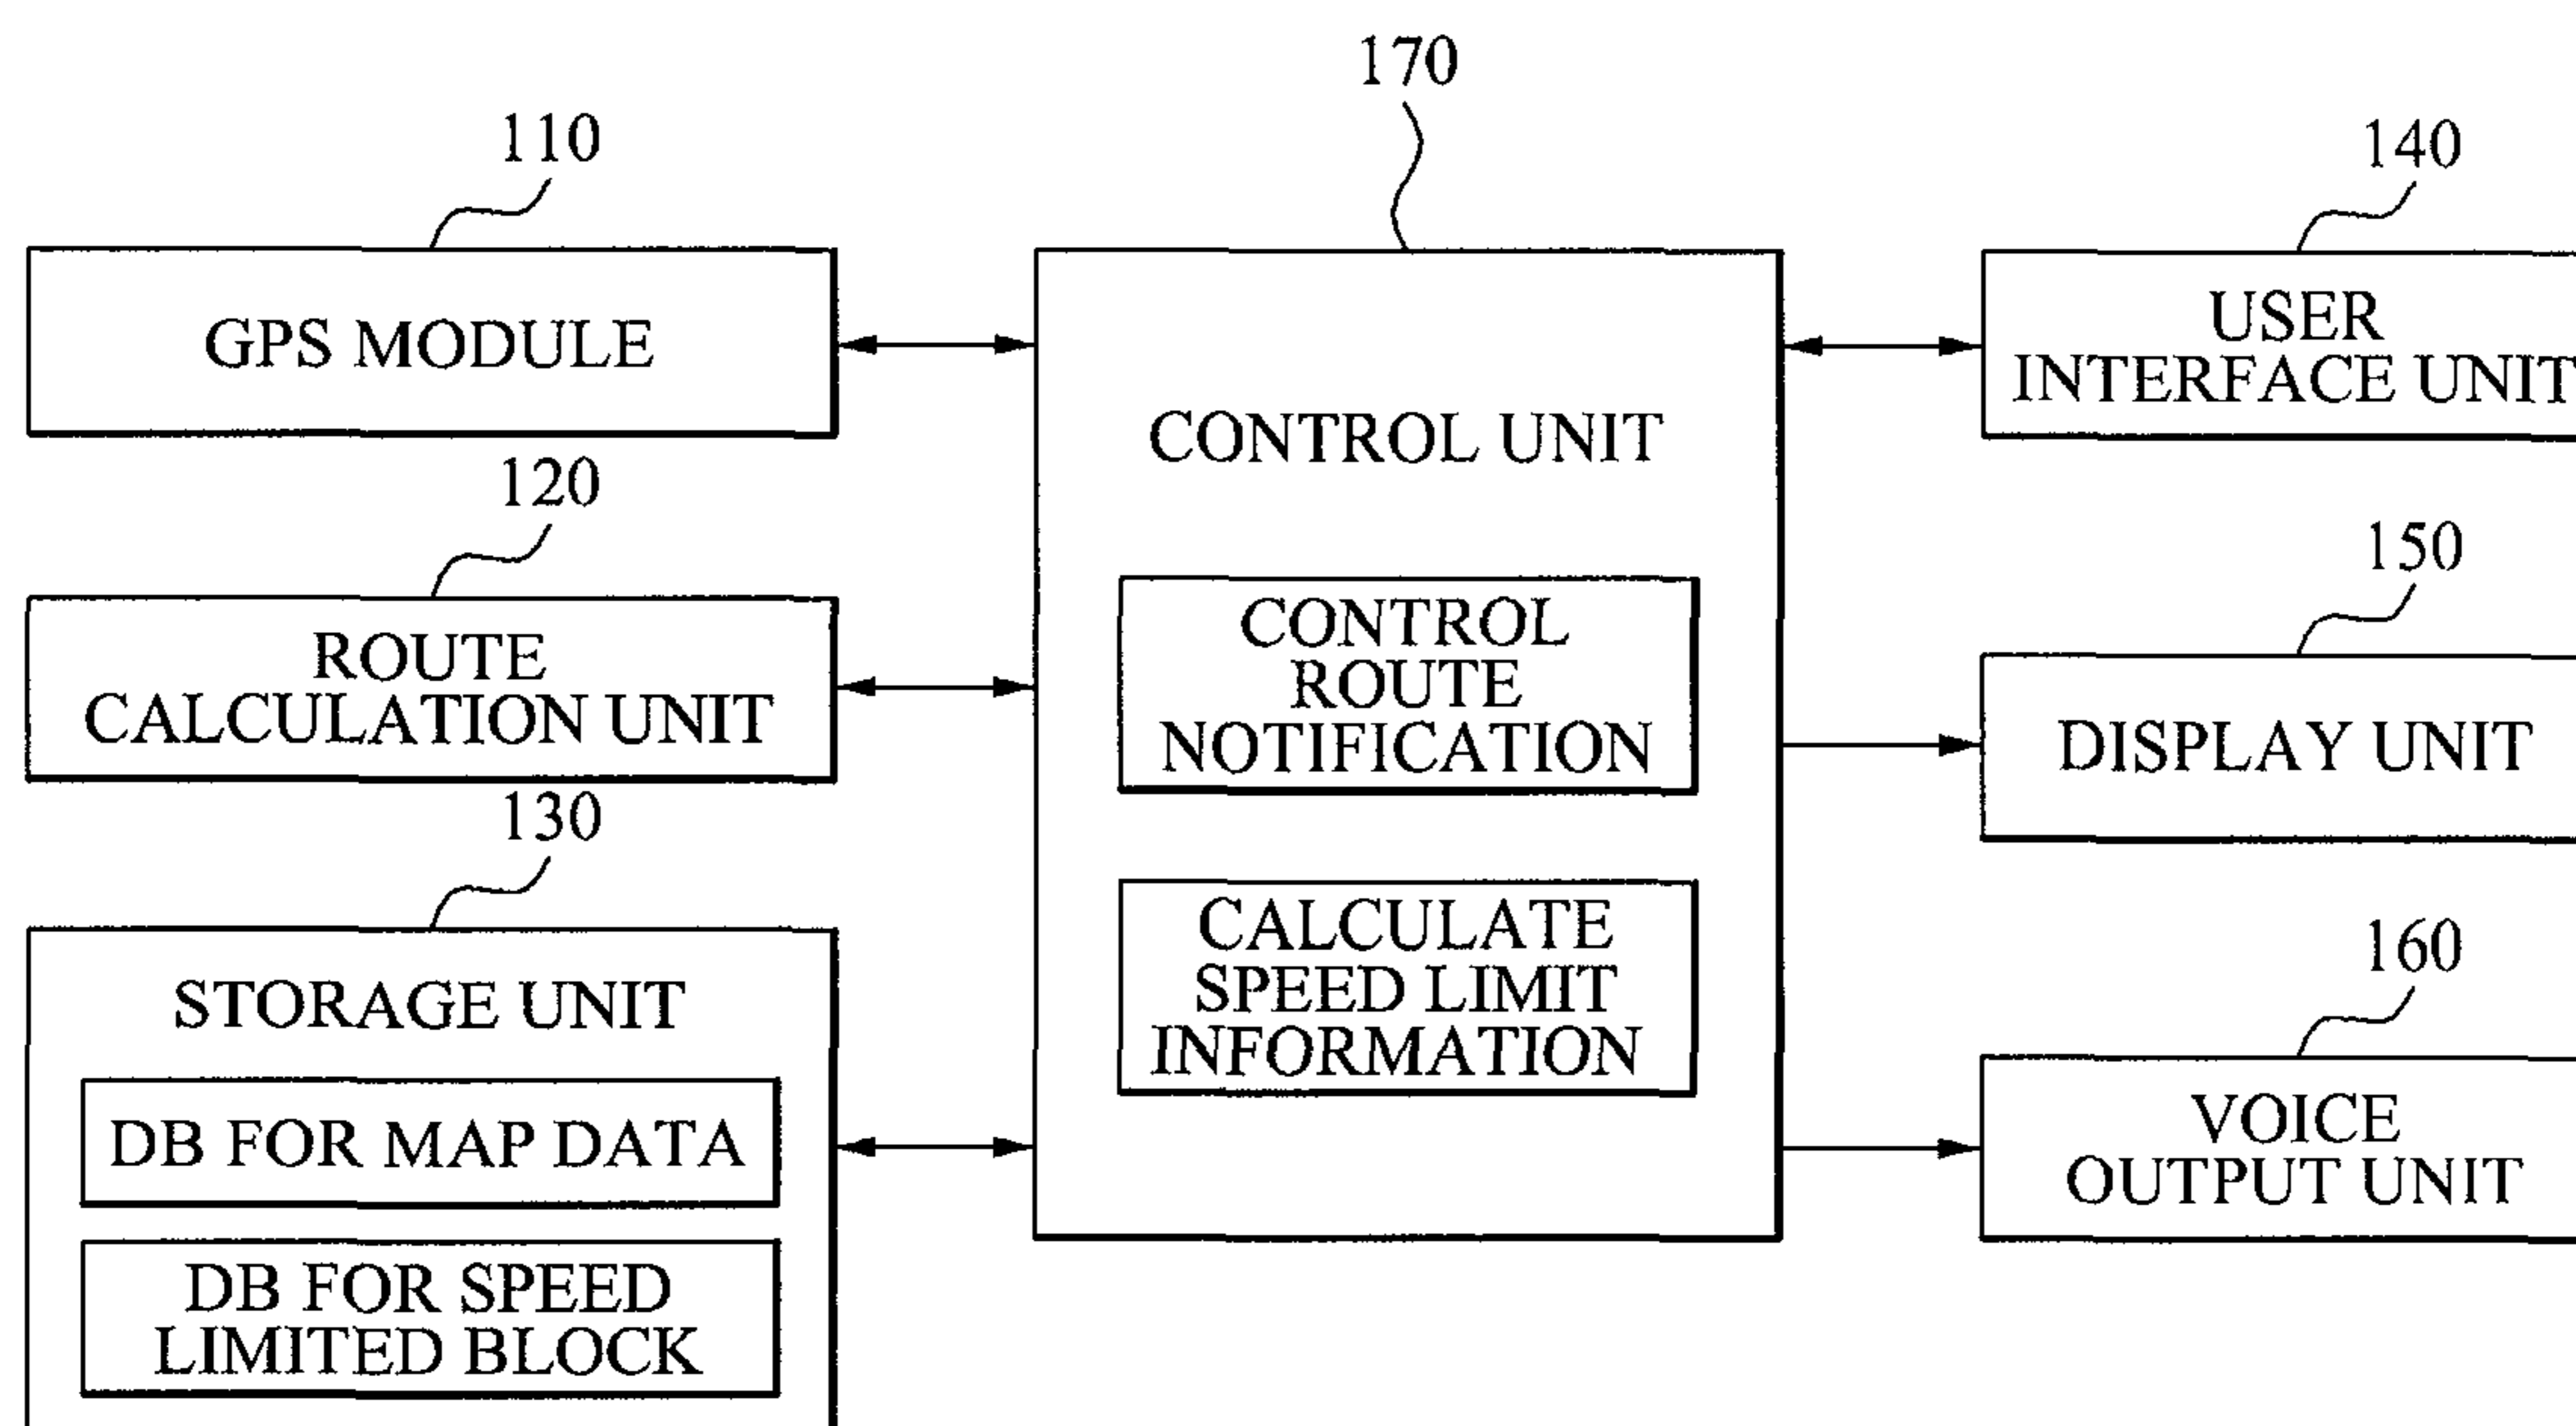 110
GPS MODULE
120
ROUTE
CALCULATION UNIT
130
STORAGE UNIT
DB FOR MAP DATA
DB FOR SPEED
LIMITED BLOCK
170
CONTROL UNIT
CONTROL
ROUTE
NOTIFICATION
CALCULATE
SPEED LIMIT
INFORMATION
140
USER
INTERFACE UNIT
150
DISPLAY UNIT
160
VOICE
OUTPUT UNIT